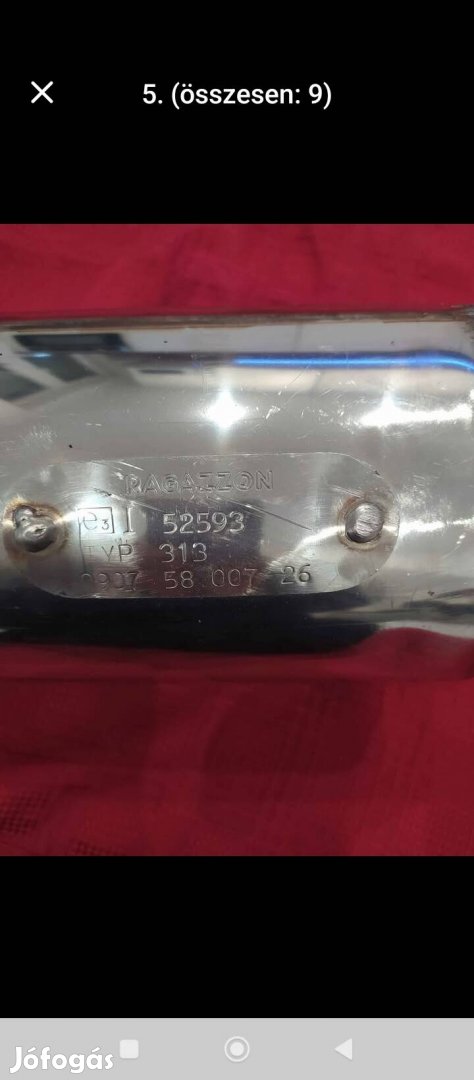 5. (összesen: 9)
RAGAZZON
e3 I 52593
TYP 313
0907 58 007 26
Jófogás